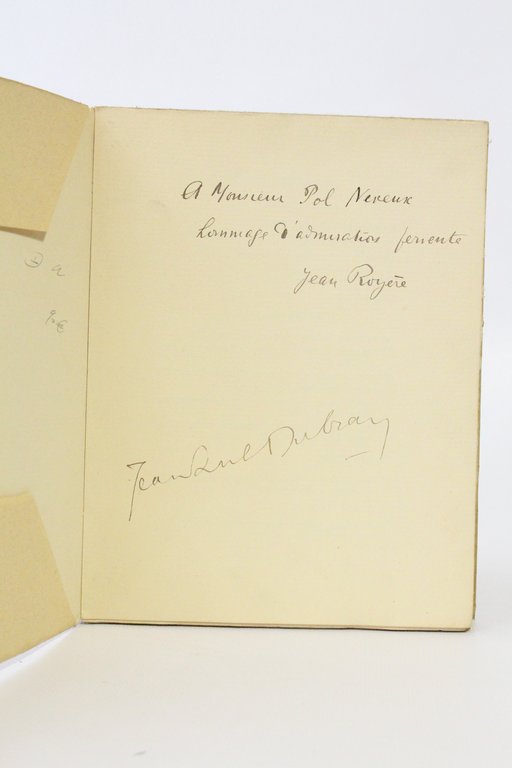 A Monsieur Pol Neveux
hommage d'admiration fervente
Jean Royère
Jean Paul Dubray